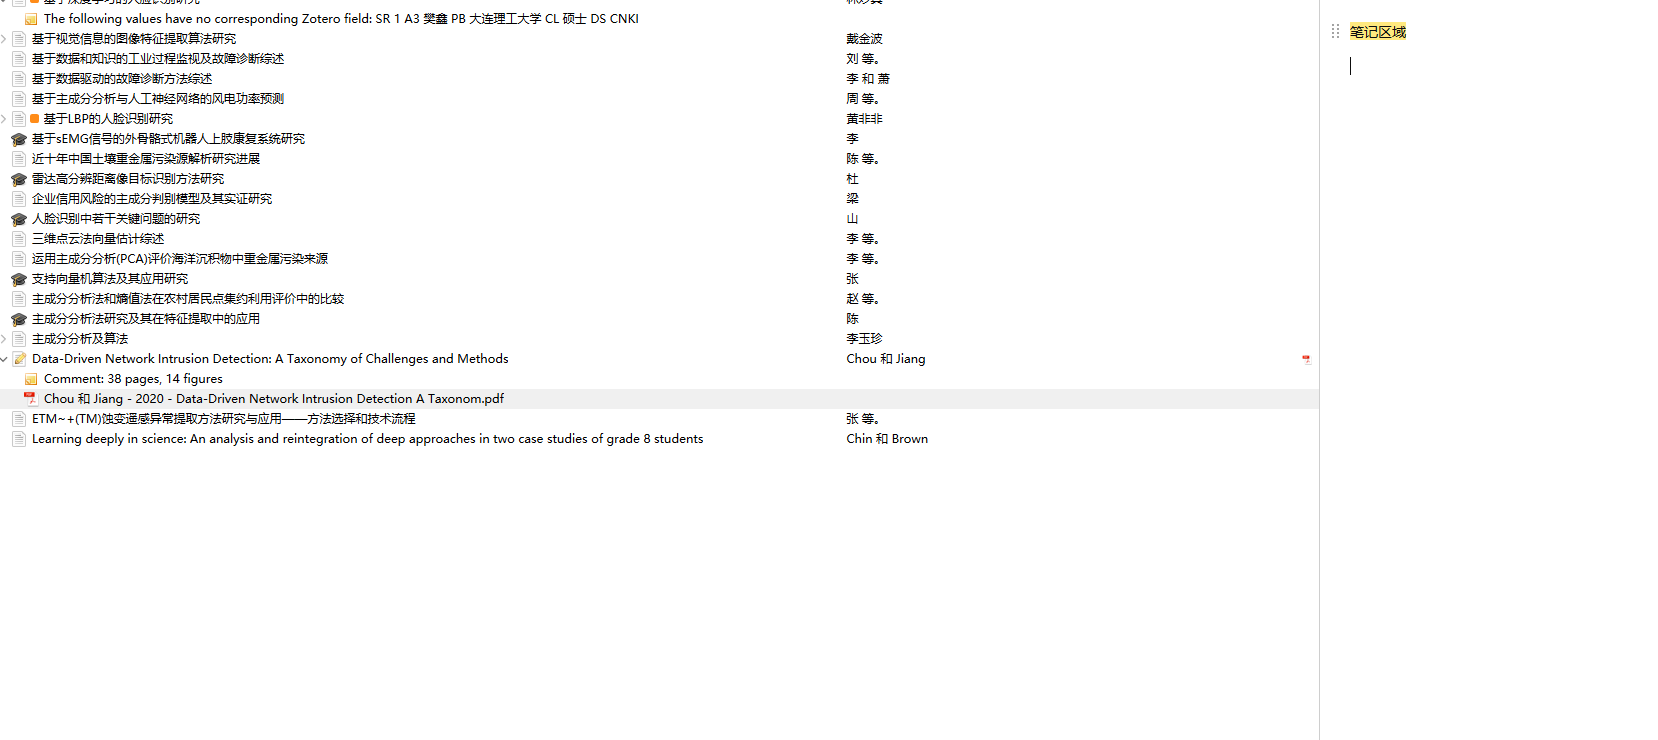 The following values have no corresponding Zotero field: SR 1 A3 樊鑫 PB 大连理工大学 CL 硕士 DS CNKI
基于视觉信息的图像特征提取算法研究 戴金波
基于数据和知识的工业过程监视及故障诊断综述 刘 等。
基于数据驱动的故障诊断方法综述 李 和 萧
基于主成分分析与人工神经网络的风电功率预测 周 等。
基于LBP的人脸识别研究 黄非非
基于sEMG信号的外骨骼式机器人上肢康复系统研究 李
近十年中国土壤重金属污染源解析研究进展 陈 等。
雷达高分辨距离像目标识别方法研究 杜
企业信用风险的主成分判别模型及其实证研究 梁
人脸识别中若干关键问题的研究 山
三维点云法向量估计综述 李 等。
运用主成分分析(PCA)评价海洋沉积物中重金属污染来源 李 等。
支持向量机算法及其应用研究 张
主成分分析法和熵值法在农村居民点集约利用评价中的比较 赵 等。
主成分分析法研究及其在特征提取中的应用 陈
主成分分析及算法 李玉珍
Data-Driven Network Intrusion Detection: A Taxonomy of Challenges and Methods Chou 和 Jiang
Comment: 38 pages, 14 figures
Chou 和 Jiang - 2020 - Data-Driven Network Intrusion Detection A Taxonom.pdf
ETM~+(TM)蚀变遥感异常提取方法研究与应用——方法选择和技术流程 张 等。
Learning deeply in science: An analysis and reintegration of deep approaches in two case studies of grade 8 students Chin 和 Brown
笔记区域